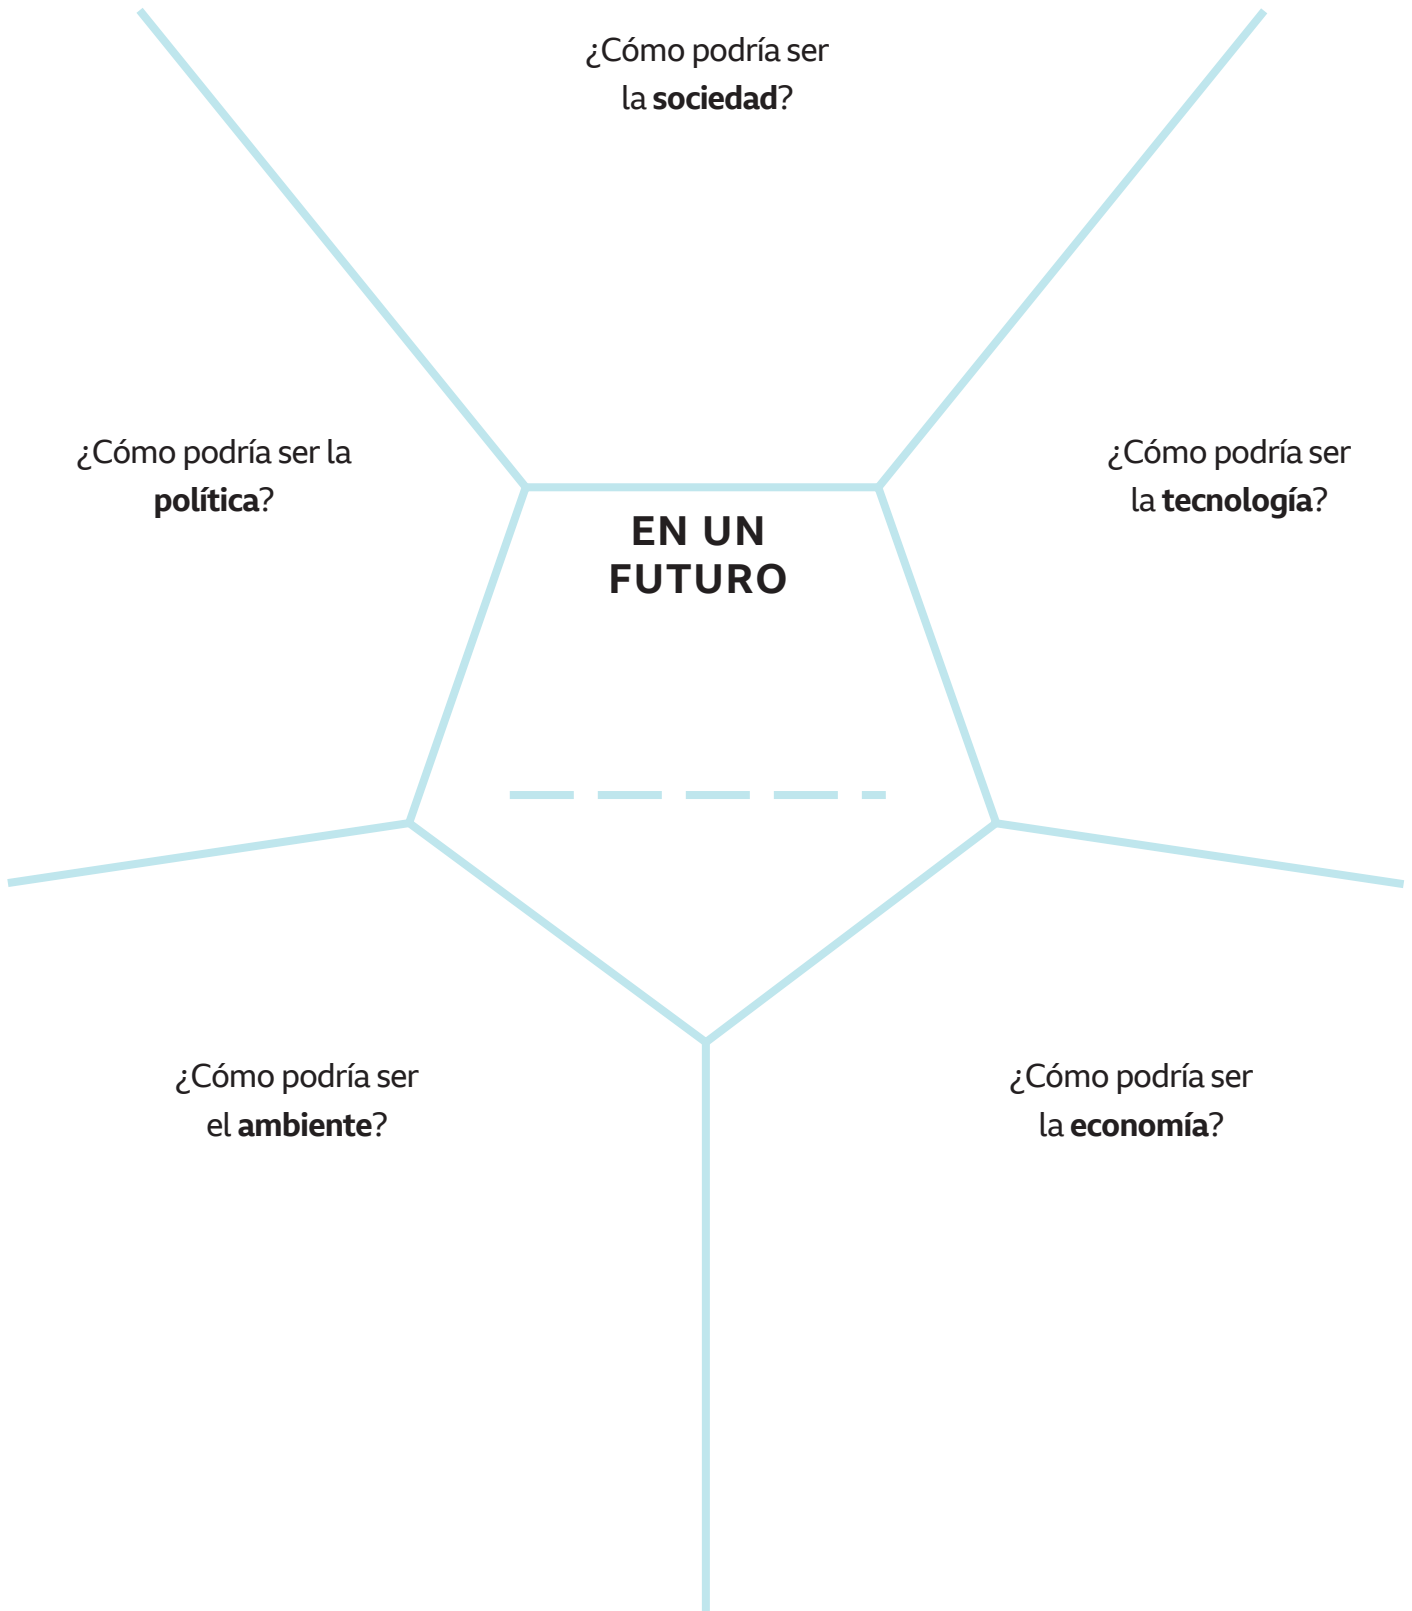 ¿Cómo podría ser
la sociedad?
¿Cómo podría ser la
política?
¿Cómo podría ser
la tecnología?
EN UN
FUTURO
¿Cómo podría ser
el ambiente?
¿Cómo podría ser
la economía?